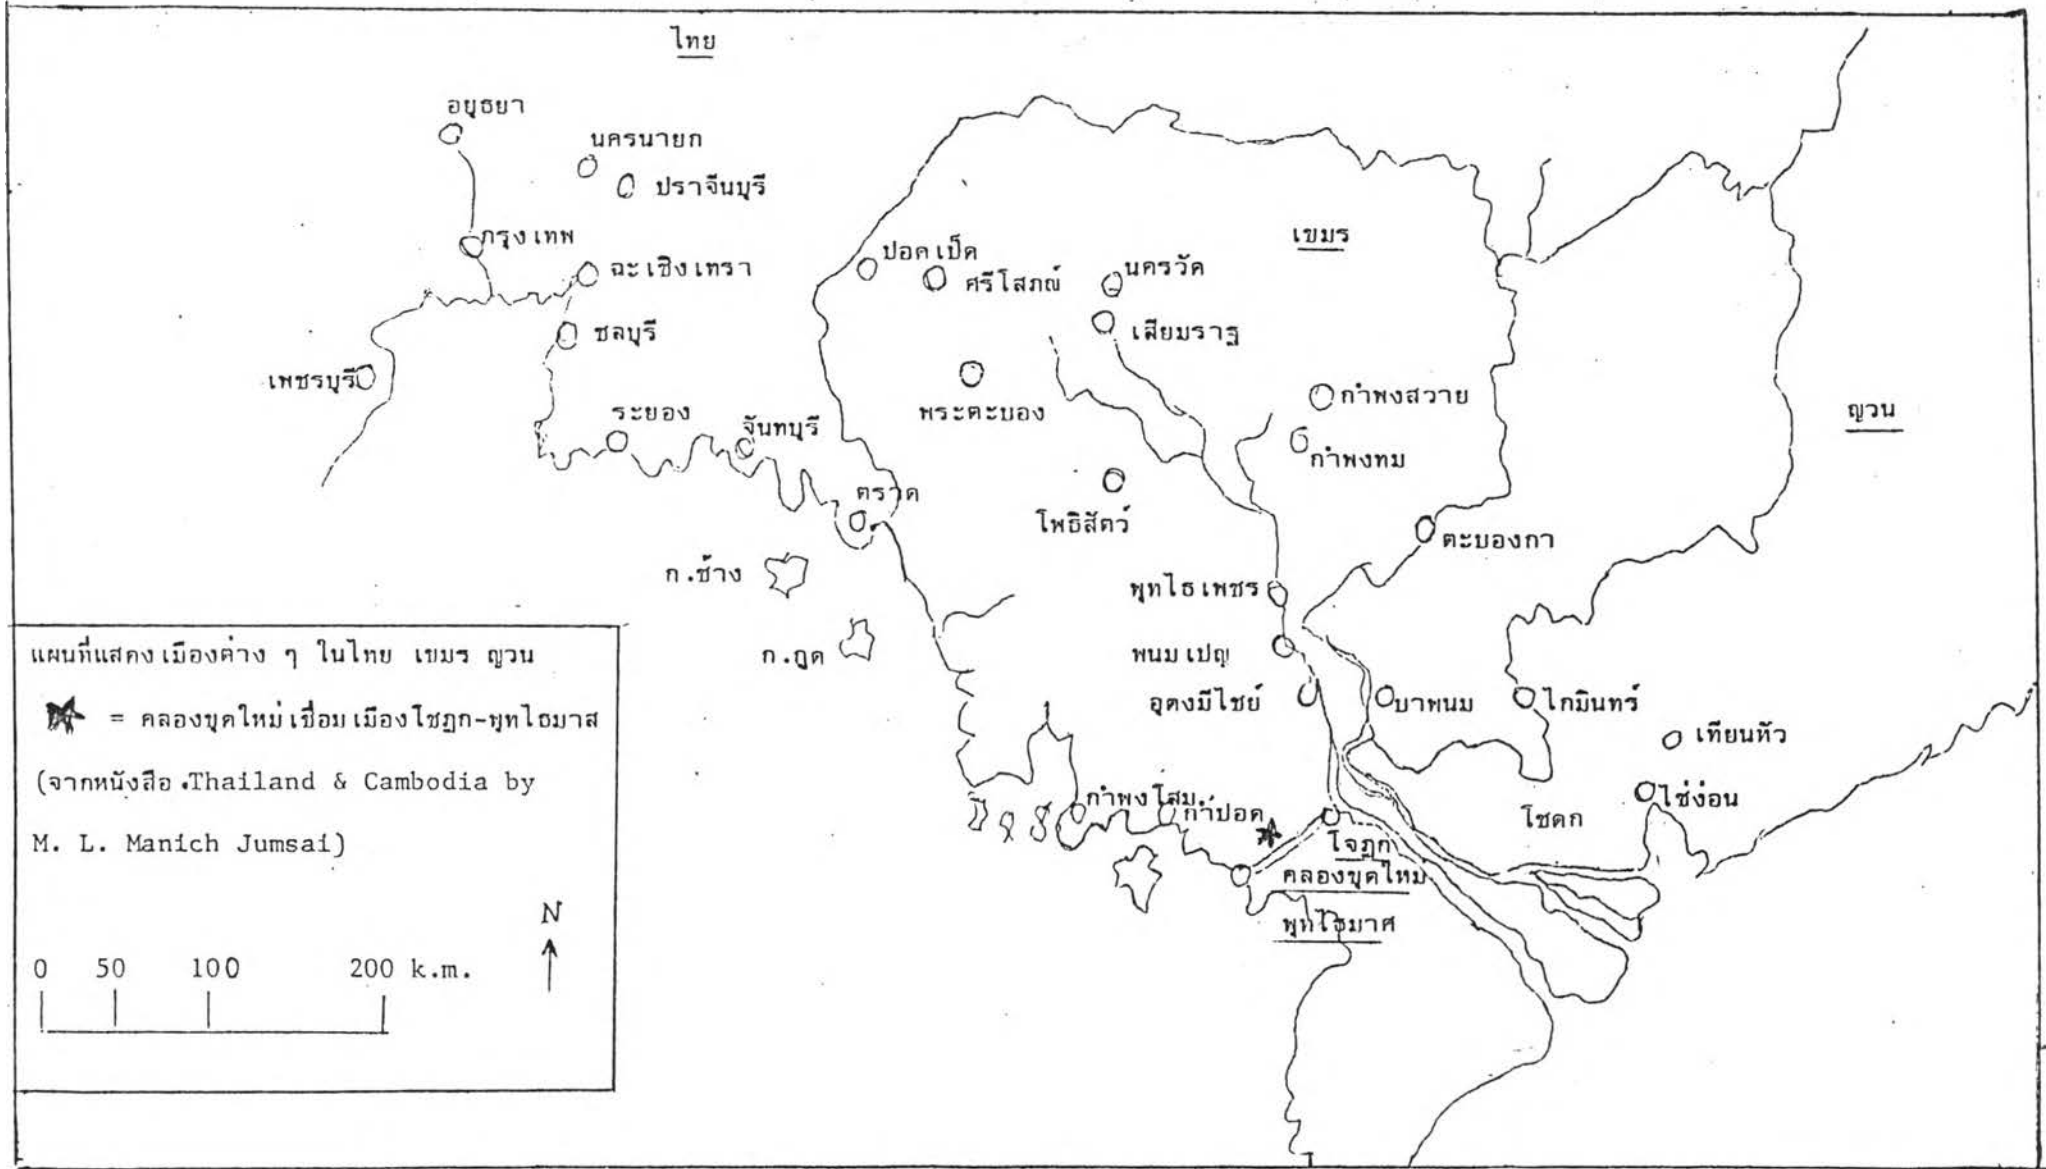 ไทย
อยุธยา
นครนายก
ปราจีนบุรี
กรุงเทพ
ฉะเชิงเทรา
ชลบุรี
เพชรบุรี
ระยอง
จันทบุรี
ตราด
ก.ช้าง
ก.กูด
เขมร
ปอยเป็ต
ศรีโสภณ์
นครวัด
เสียมราฐ
พระตะบอง
กำพงสวาย
กำพงทม
โพธิสัตว์
ตะบองกา
พุทไธเพชร
พนมเปญ
อุดงมีไชย์
บาพนม
ไกมินทร์
เทียนหัว
ไซ่ง่อน
โชดก
กำพงโสม
กำปอด
โจฎก
คลองขุดใหม่
พุทไธมาศ
ญวน
แผนที่แสดงเมืองต่าง ๆ ในไทย เขมร ญวน
= คลองขุดใหม่เชื่อมเมืองโชฎก-พุทไธมาส
(จากหนังสือ Thailand & Cambodia by
M. L. Manich Jumsai)
N
0 50 100 200 k.m.